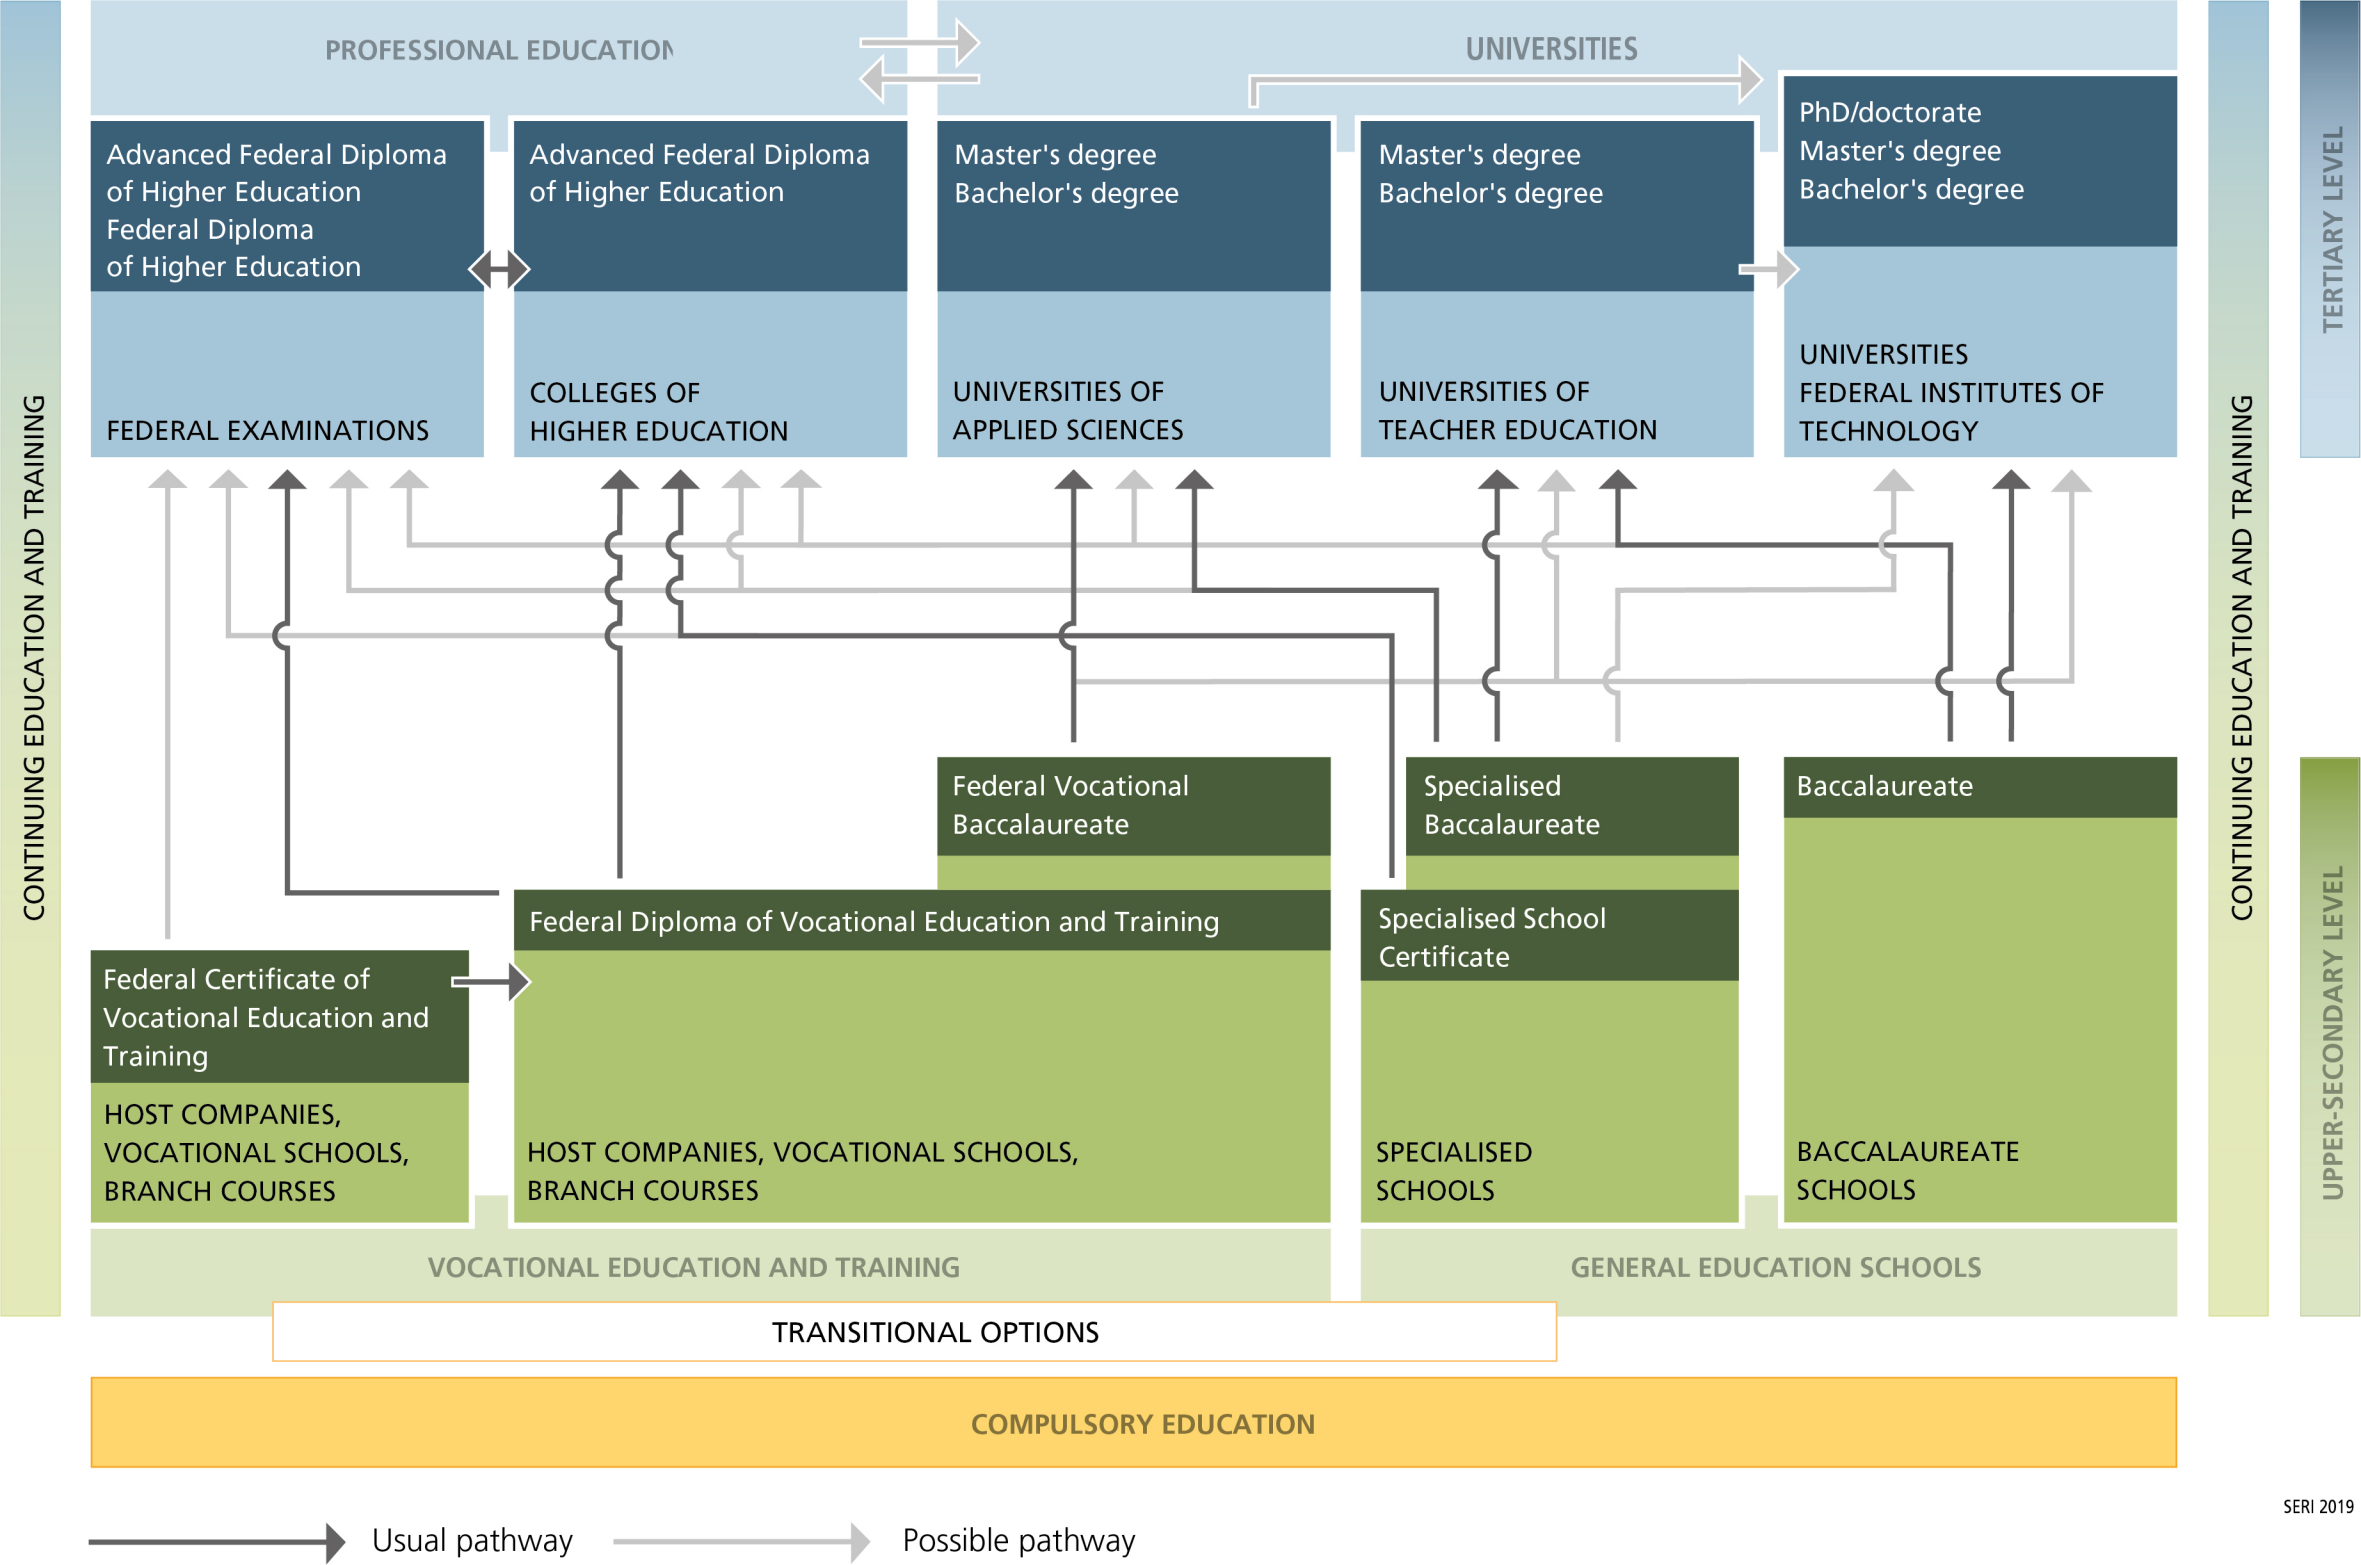 PROFESSIONAL EDUCATION
UNIVERSITIES
Advanced Federal Diploma
of Higher Education
Federal Diploma
of Higher Education
FEDERAL EXAMINATIONS
Advanced Federal Diploma
of Higher Education
COLLEGES OF
HIGHER EDUCATION
Master's degree
Bachelor's degree
UNIVERSITIES OF
APPLIED SCIENCES
Master's degree
Bachelor's degree
UNIVERSITIES OF
TEACHER EDUCATION
PhD/doctorate
Master's degree
Bachelor's degree
UNIVERSITIES
FEDERAL INSTITUTES OF
TECHNOLOGY
CONTINUING EDUCATION AND TRAINING
CONTINUING EDUCATION AND TRAINING
TERTIARY LEVEL
UPPER-SECONDARY LEVEL
Federal Vocational
Baccalaureate
Specialised
Baccalaureate
Baccalaureate
Federal Diploma of Vocational Education and Training
Specialised School
Certificate
Federal Certificate of
Vocational Education and
Training
HOST COMPANIES,
VOCATIONAL SCHOOLS,
BRANCH COURSES
HOST COMPANIES, VOCATIONAL SCHOOLS,
BRANCH COURSES
SPECIALISED
SCHOOLS
BACCALAUREATE
SCHOOLS
VOCATIONAL EDUCATION AND TRAINING
GENERAL EDUCATION SCHOOLS
TRANSITIONAL OPTIONS
COMPULSORY EDUCATION
SERI 2019
Usual pathway
Possible pathway